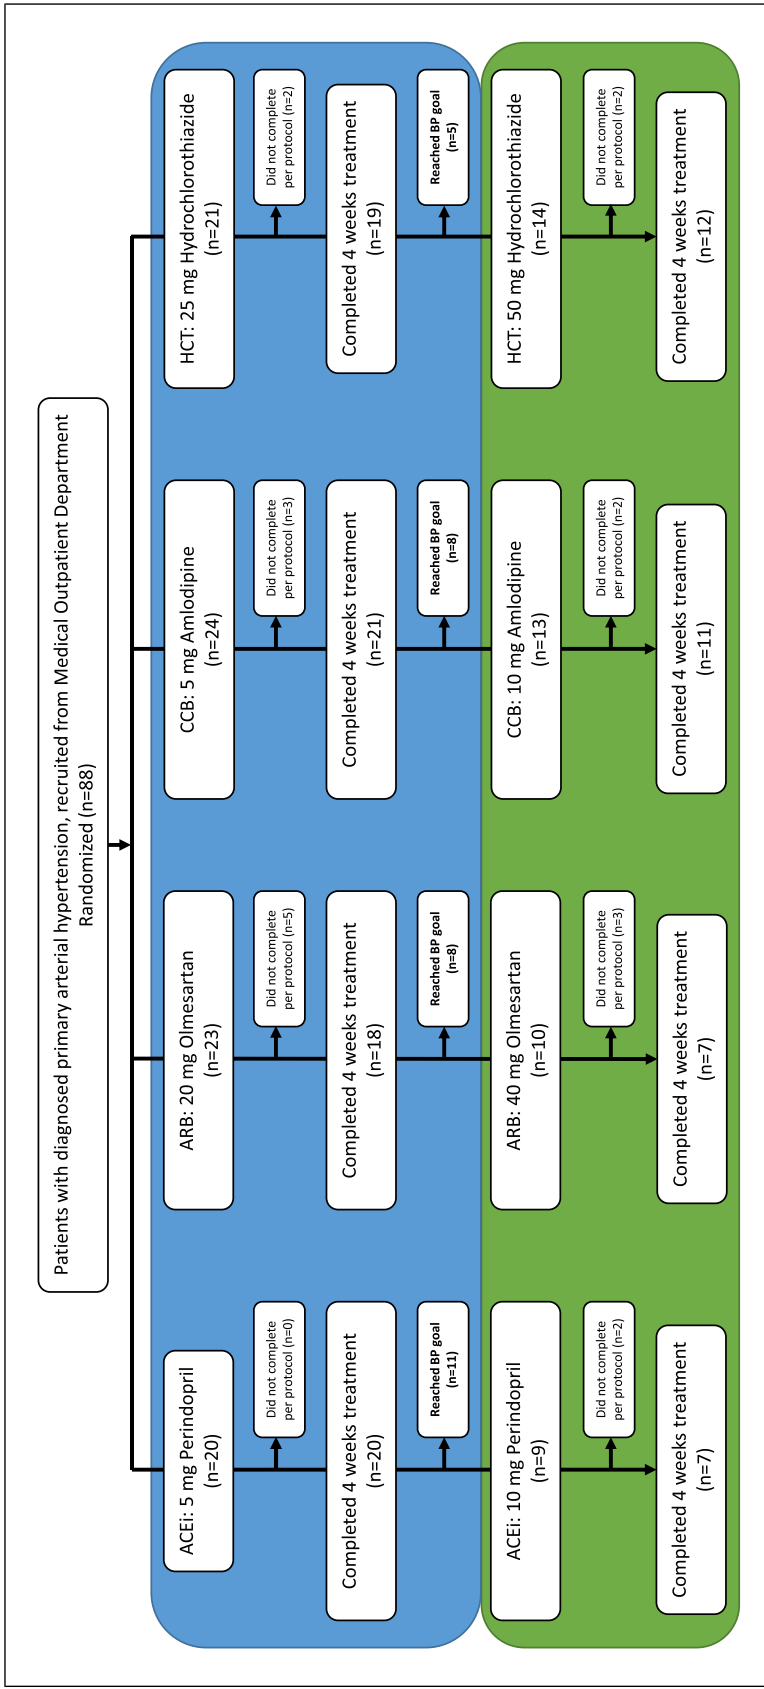 Patients with diagnosed primary arterial hypertension, recruited from Medical Outpatient Department
Randomized (n=88)
ACEi: 5 mg Perindopril
(n=20)
Did not complete
per protocol (n=0)
Completed 4 weeks treatment
(n=20)
Reached BP goal
(n=11)
ACEi: 10 mg Perindopril
(n=9)
Did not complete
per protocol (n=2)
Completed 4 weeks treatment
(n=7)
ARB: 20 mg Olmesartan
(n=23)
Did not complete
per protocol (n=5)
Completed 4 weeks treatment
(n=18)
Reached BP goal
(n=8)
ARB: 40 mg Olmesartan
(n=10)
Did not complete
per protocol (n=3)
Completed 4 weeks treatment
(n=7)
CCB: 5 mg Amlodipine
(n=24)
Did not complete
per protocol (n=3)
Completed 4 weeks treatment
(n=21)
Reached BP goal
(n=8)
CCB: 10 mg Amlodipine
(n=13)
Did not complete
per protocol (n=2)
Completed 4 weeks treatment
(n=11)
HCT: 25 mg Hydrochlorothiazide
(n=21)
Did not complete
per protocol (n=2)
Completed 4 weeks treatment
(n=19)
Reached BP goal
(n=5)
HCT: 50 mg Hydrochlorothiazide
(n=14)
Did not complete
per protocol (n=2)
Completed 4 weeks treatment
(n=12)